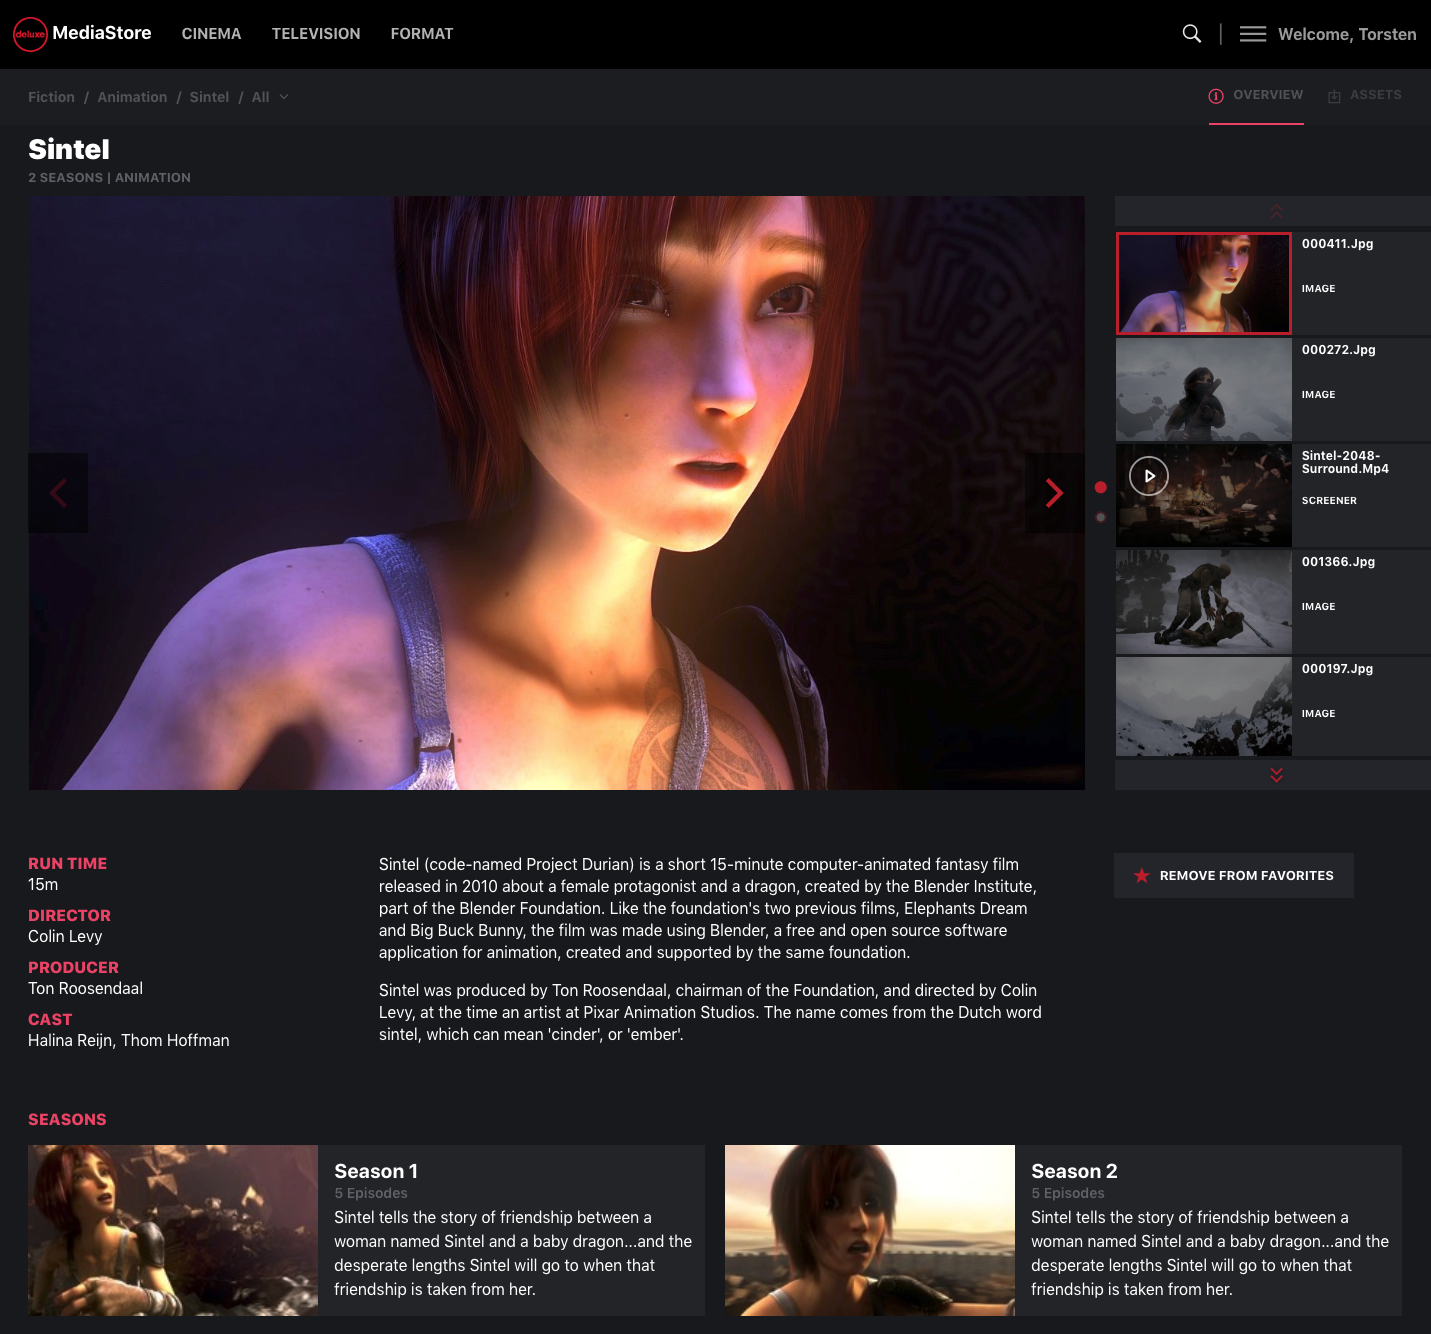 deluxe MediaStore CINEMA TELEVISION FORMAT Welcome, Torsten
Fiction / Animation / Sintel / All OVERVIEW ASSETS
Sintel
2 SEASONS | ANIMATION
000411.Jpg
IMAGE
000272.Jpg
IMAGE
Sintel-2048-
Surround.Mp4
SCREENER
001366.Jpg
IMAGE
000197.Jpg
IMAGE
RUN TIME
15m
DIRECTOR
Colin Levy
PRODUCER
Ton Roosendaal
CAST
Halina Reijn, Thom Hoffman
Sintel (code-named Project Durian) is a short 15-minute computer-animated fantasy film
released in 2010 about a female protagonist and a dragon, created by the Blender Institute,
part of the Blender Foundation. Like the foundation's two previous films, Elephants Dream
and Big Buck Bunny, the film was made using Blender, a free and open source software
application for animation, created and supported by the same foundation.
Sintel was produced by Ton Roosendaal, chairman of the Foundation, and directed by Colin
Levy, at the time an artist at Pixar Animation Studios. The name comes from the Dutch word
sintel, which can mean 'cinder', or 'ember'.
REMOVE FROM FAVORITES
SEASONS
Season 1
5 Episodes
Sintel tells the story of friendship between a
woman named Sintel and a baby dragon...and the
desperate lengths Sintel will go to when that
friendship is taken from her.
Season 2
5 Episodes
Sintel tells the story of friendship between a
woman named Sintel and a baby dragon...and the
desperate lengths Sintel will go to when that
friendship is taken from her.